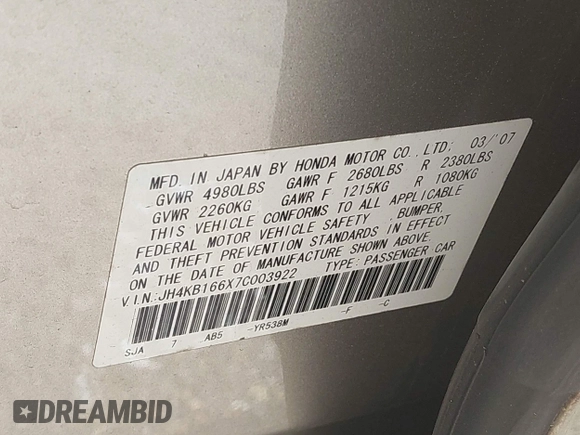 MFD. IN JAPAN BY HONDA MOTOR CO., LTD; 03/'07
GVWR 4980LBS GAWR F 2680LBS R 2380LBS
GVWR 2260KG GAWR F 1215KG R 1080KG
THIS VEHICLE CONFORMS TO ALL APPLICABLE
FEDERAL MOTOR VEHICLE SAFETY, BUMPER,
AND THEFT PREVENTION STANDARDS IN EFFECT
ON THE DATE OF MANUFACTURE SHOWN ABOVE.
V.I.N: JH4KB166X7C003922 TYPE: PASSENGER CAR
SJA 7 AB5 -YR538M -F -C
DREAMBID